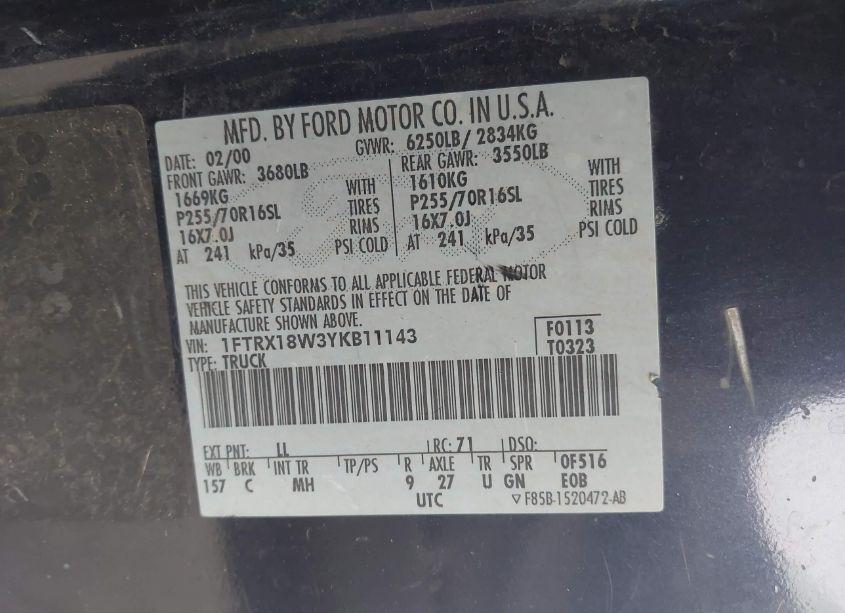 MFD. BY FORD MOTOR CO. IN U.S.A.
DATE: 02/00 GVWR: 6250LB/ 2834KG
FRONT GAWR: 3680LB REAR GAWR: 3550LB
1669KG WITH 1610KG WITH
P255/70R16SL TIRES P255/70R16SL TIRES
16X7.0J RIMS 16X7.0J RIMS
AT 241 kPa/35 PSI COLD AT 241 kPa/35 PSI COLD
THIS VEHICLE CONFORMS TO ALL APPLICABLE FEDERAL MOTOR
VEHICLE SAFETY STANDARDS IN EFFECT ON THE DATE OF
MANUFACTURE SHOWN ABOVE.
VIN: 1FTRX18W3YKB11143 F0113
TYPE: TRUCK T0323
EXT PNT: LL RC: 71 DSO:
WB BRK INT TR TP/PS R AXLE TR SPR 0F516
157 C MH 9 27 U GN EOB
UTC ▽ F85B-1520472-AB